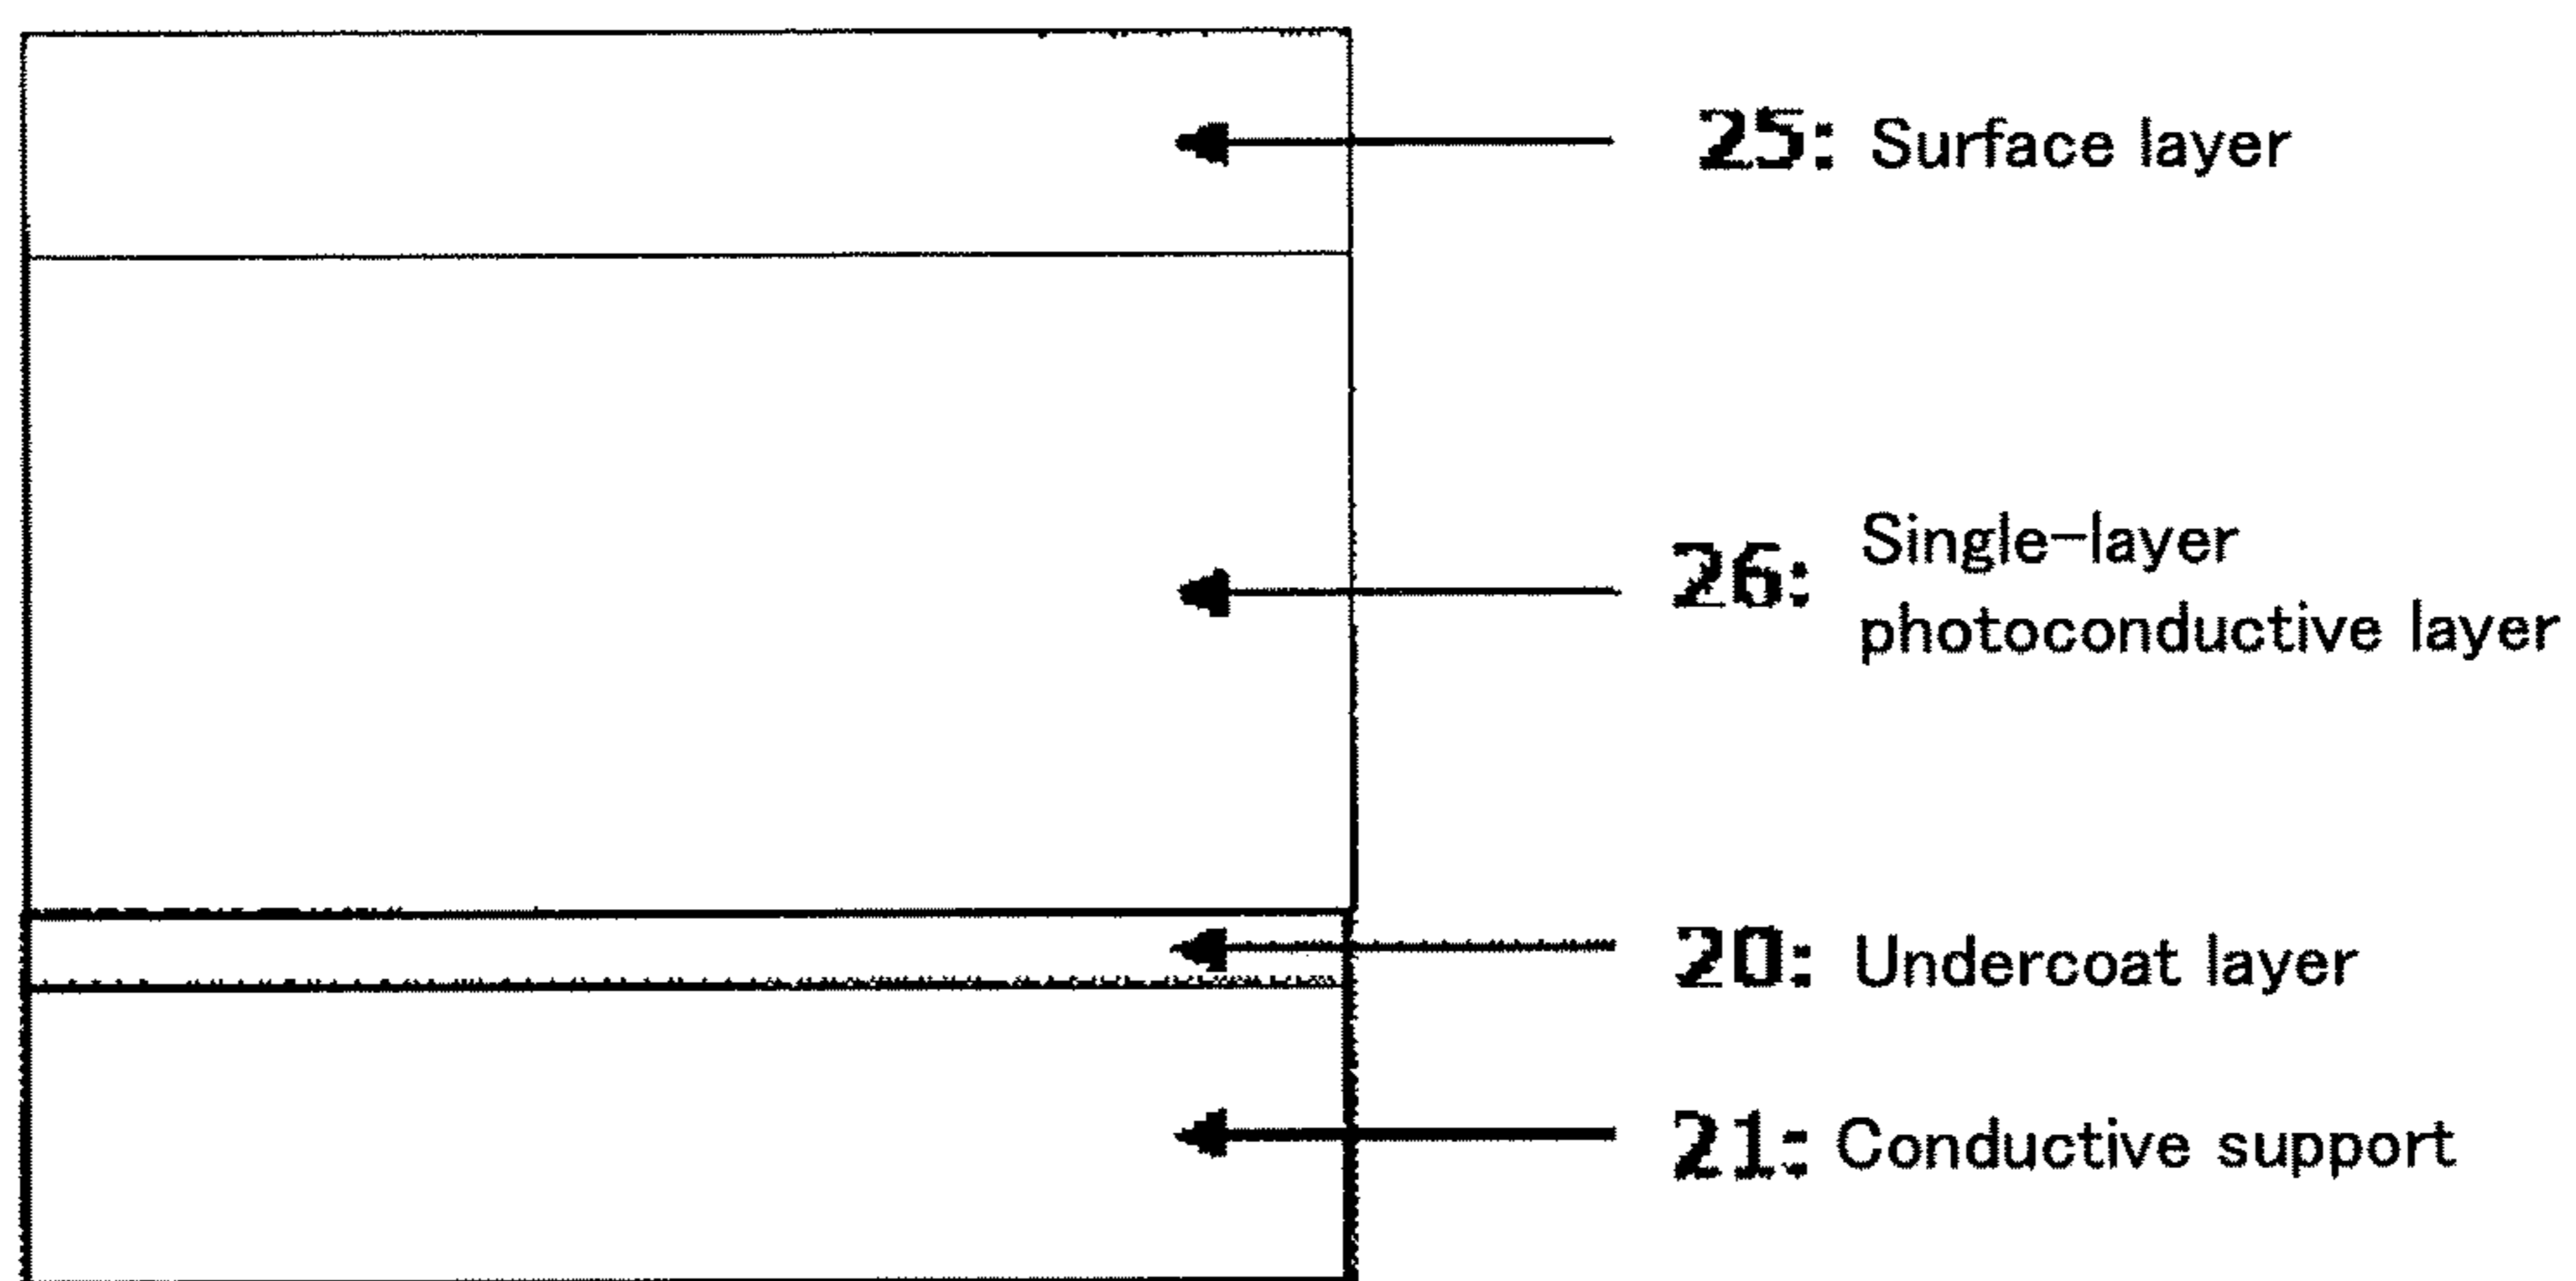 25: Surface layer
26: Single-layer
photoconductive layer
20: Undercoat layer
21: Conductive support